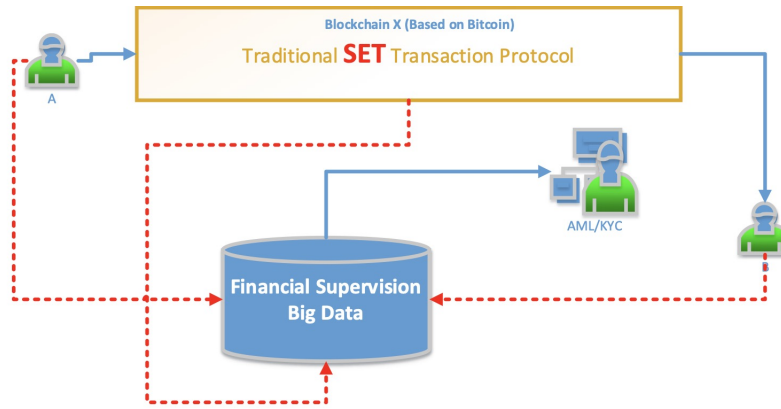 Blockchain X (Based on Bitcoin)
Traditional SET Transaction Protocol
A
AML/KYC
B
Financial Supervision
Big Data